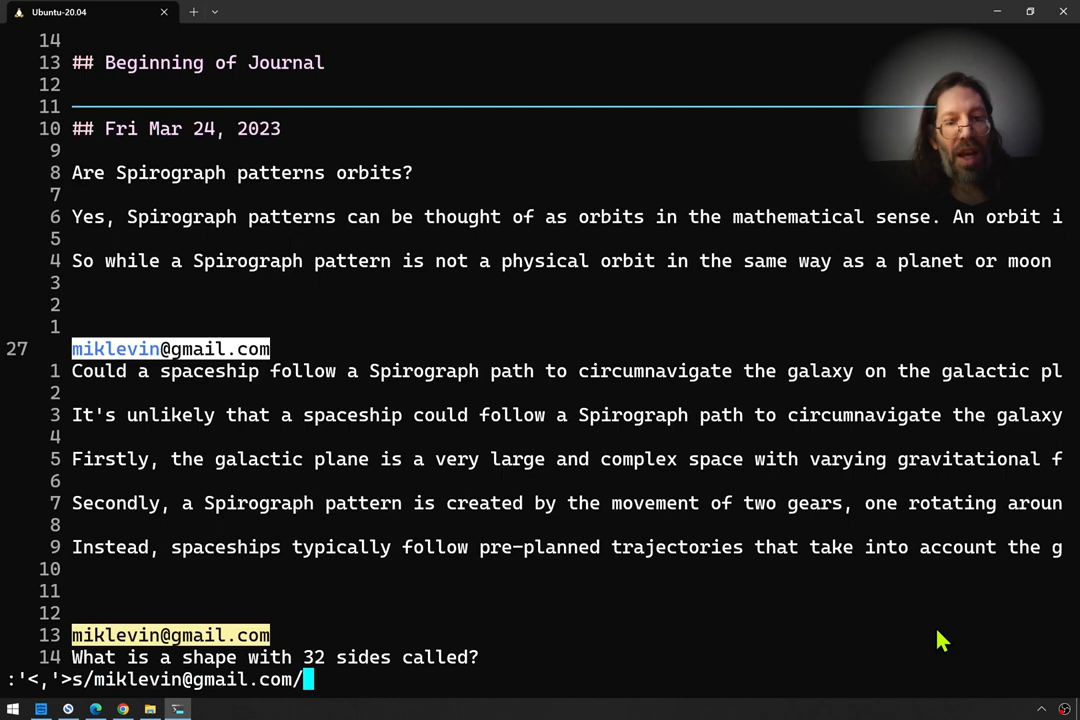 Ubuntu-20.04
14
13 ## Beginning of Journal
12
11
10 ## Fri Mar 24, 2023
9
8 Are Spirograph patterns orbits?
7
6 Yes, Spirograph patterns can be thought of as orbits in the mathematical sense. An orbit i
5
4 So while a Spirograph pattern is not a physical orbit in the same way as a planet or moon
3
2
1
27 miklevin@gmail.com
1 Could a spaceship follow a Spirograph path to circumnavigate the galaxy on the galactic pl
2
3 It's unlikely that a spaceship could follow a Spirograph path to circumnavigate the galaxy
4
5 Firstly, the galactic plane is a very large and complex space with varying gravitational f
6
7 Secondly, a Spirograph pattern is created by the movement of two gears, one rotating aroun
8
9 Instead, spaceships typically follow pre-planned trajectories that take into account the g
10
11
12
13 miklevin@gmail.com
14 What is a shape with 32 sides called?
:'<,'>s/miklevin@gmail.com/